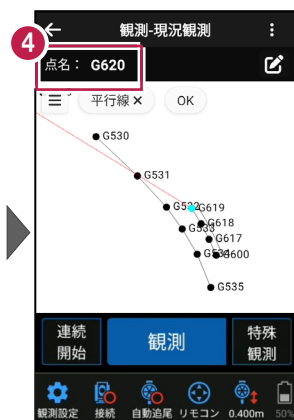 4
観測-現況観測
点名： G620
平行線 × OK
G530
G531
G532 G619
G618
G533
G617
G534 G600
G535
連続開始
観測
特殊観測
観測設定 接続 自動追尾 リモコン 0.400m 50%